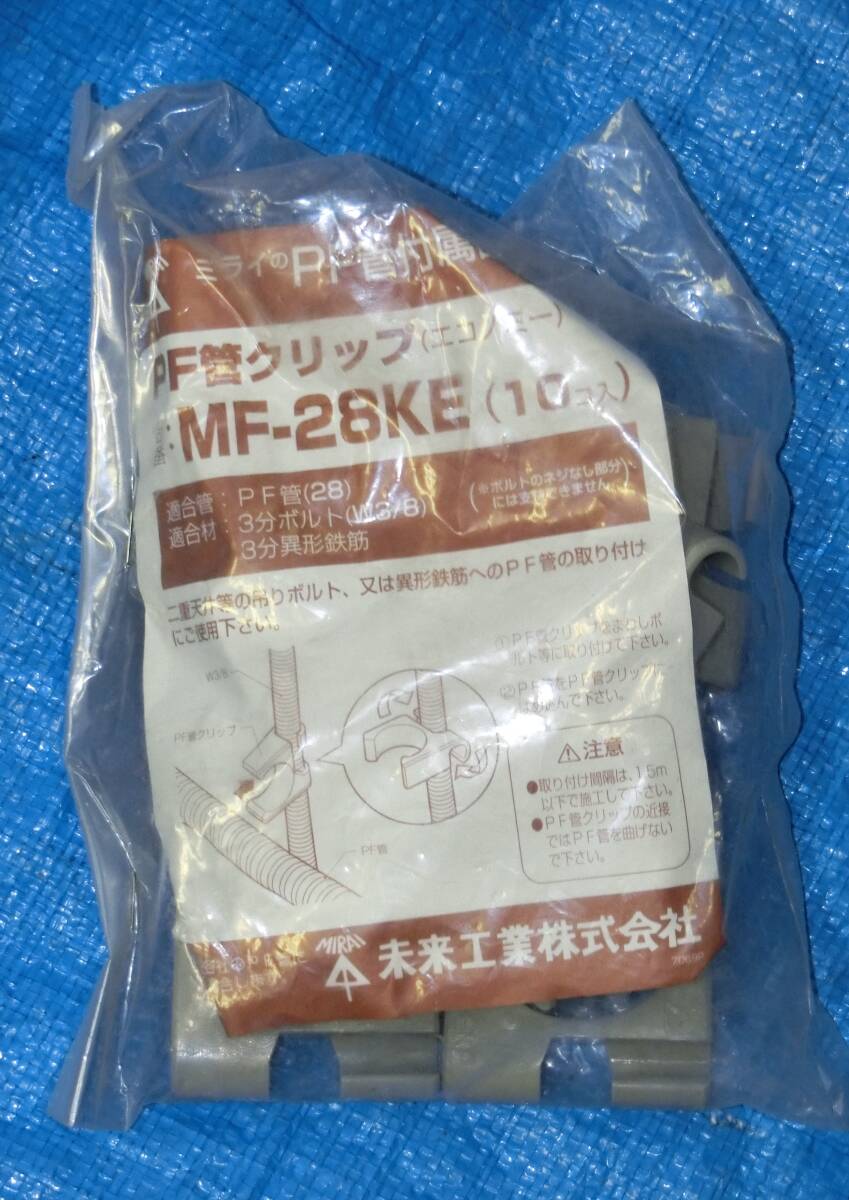 ミライのPF管付属品
PF管クリップ(エコノミー)
MF-28KE(10コ入)
適合管：PF管(28)
適合材：3分ボルト(W3/8)
3分異形鉄筋
(※ボルトのネジなし部分
には支持できません)
二重天井等の吊りボルト、又は異形鉄筋へのPF管の取り付け
にご使用下さい。
①PF管クリップをまわしボ
ルト等に取り付けて下さい。
②PF管をPF管クリップに
はめ込んで下さい。
W3/8
PF管クリップ
PF管
注意
●取り付け間隔は、1.5m
以下で施工して下さい。
●PF管クリップの近接
ではPF管を曲げない
で下さい。
MIRAI
未来工業株式会社